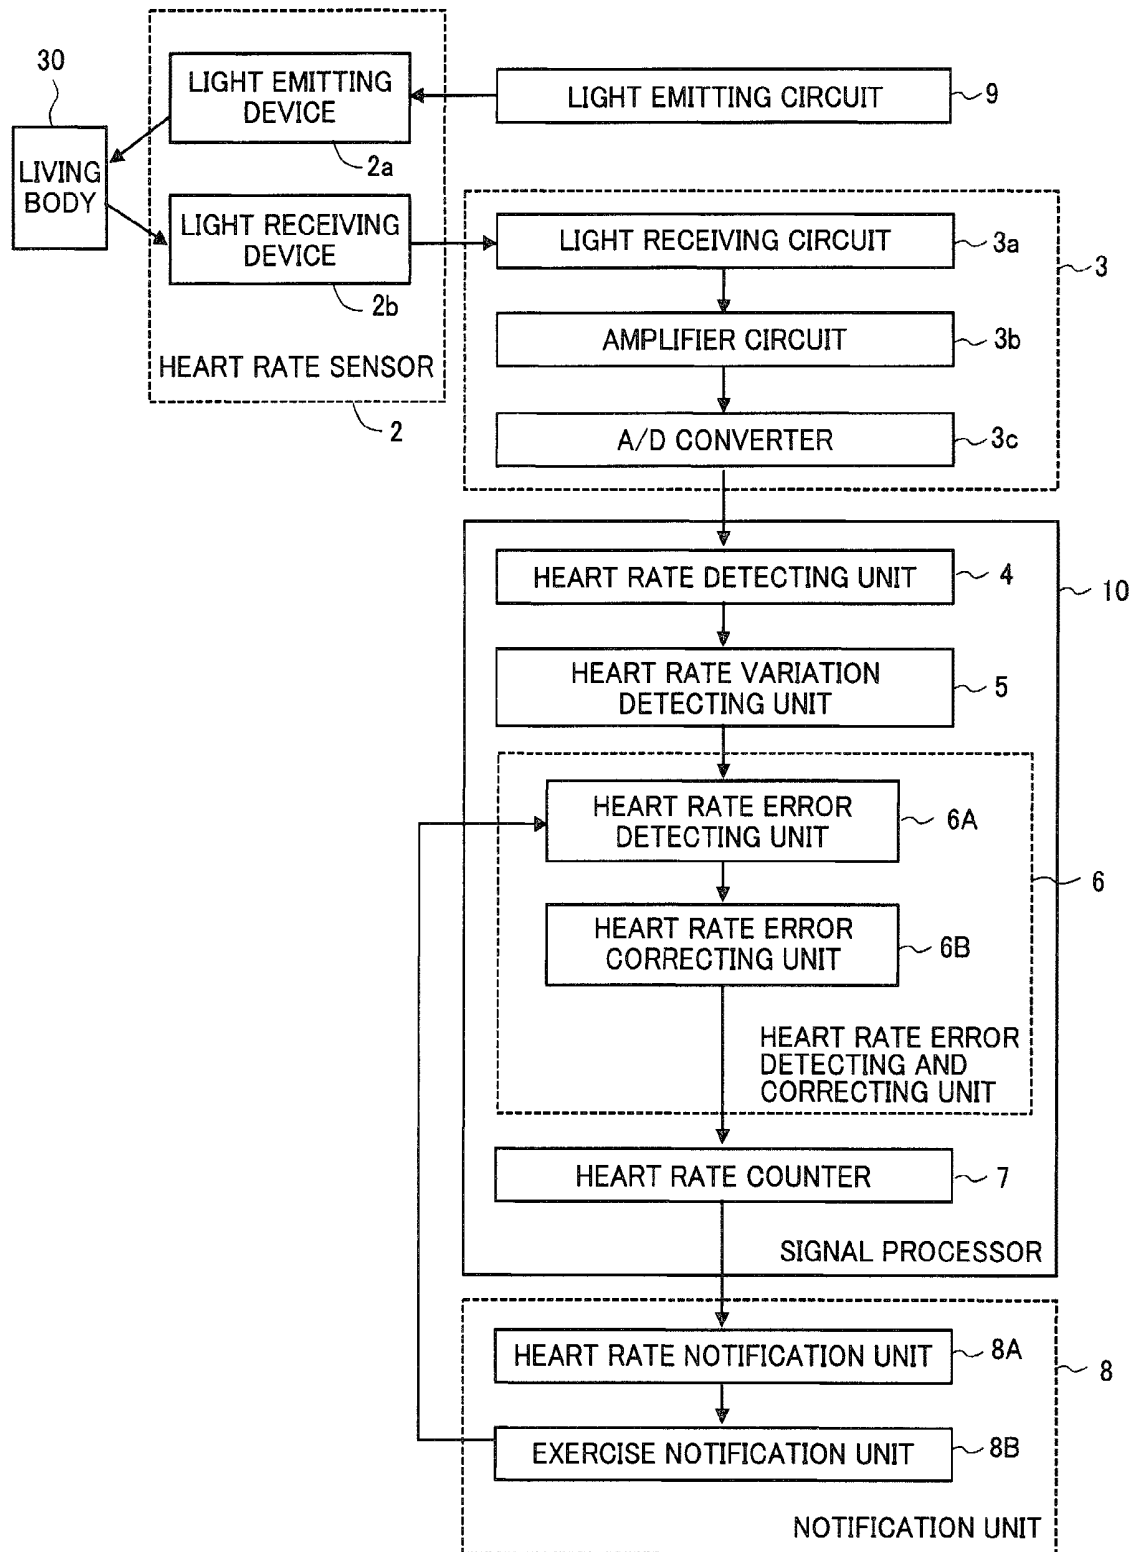 30
LIVING
BODY
LIGHT EMITTING
DEVICE
2a
LIGHT RECEIVING
DEVICE
2b
HEART RATE SENSOR
2
LIGHT EMITTING CIRCUIT
9
LIGHT RECEIVING CIRCUIT
3a
3
AMPLIFIER CIRCUIT
3b
A/D CONVERTER
3c
HEART RATE DETECTING UNIT
4
10
HEART RATE VARIATION
DETECTING UNIT
5
HEART RATE ERROR
DETECTING UNIT
6A
6
HEART RATE ERROR
CORRECTING UNIT
6B
HEART RATE ERROR
DETECTING AND
CORRECTING UNIT
HEART RATE COUNTER
7
SIGNAL PROCESSOR
HEART RATE NOTIFICATION UNIT
8A
8
EXERCISE NOTIFICATION UNIT
8B
NOTIFICATION UNIT